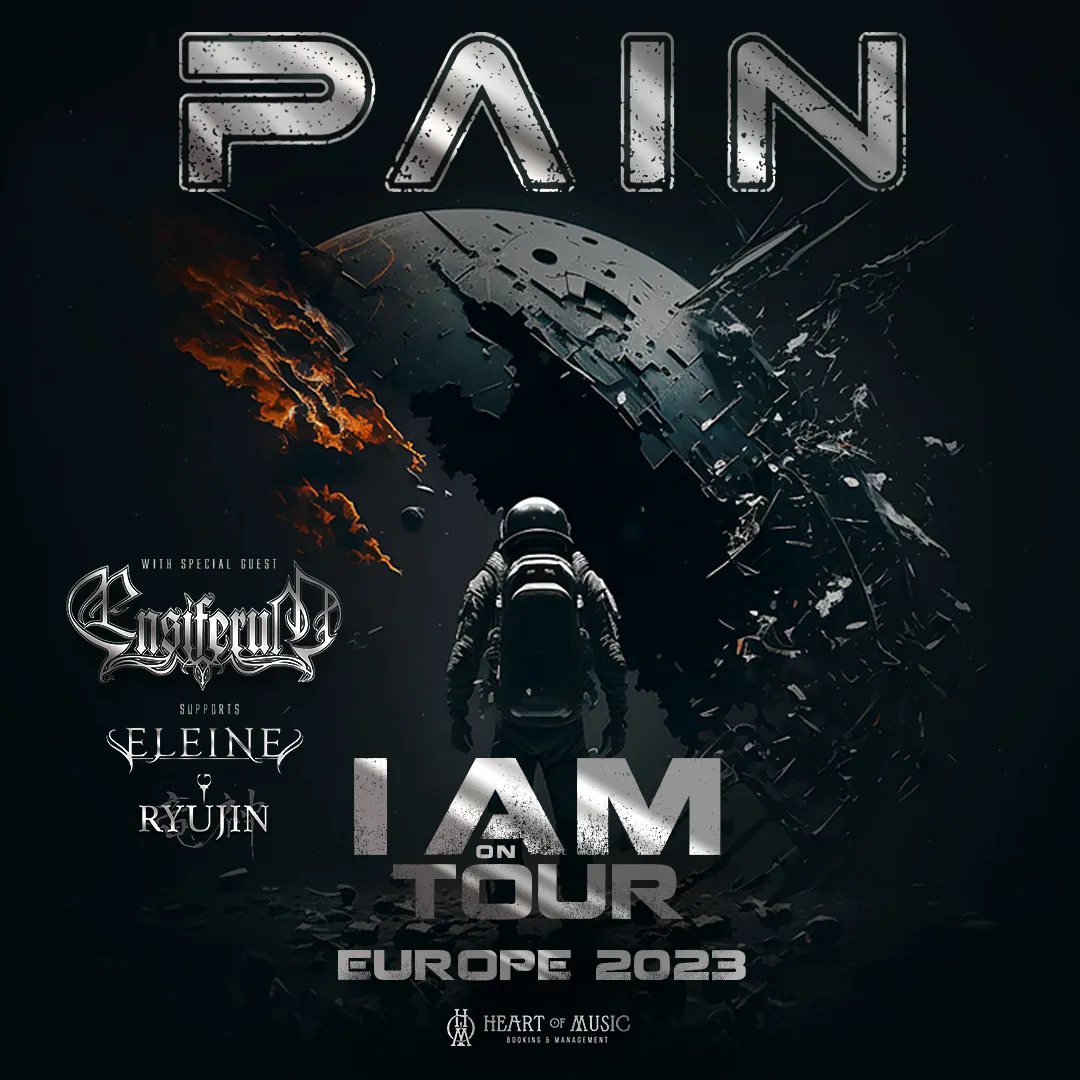 PAIN
WITH SPECIAL GUEST
Ensiferum
SUPPORTS
ELEINE
RYUJIN
I AM
ON
TOUR
EUROPE 2023
HEART OF MUSIC
BOOKING & MANAGEMENT